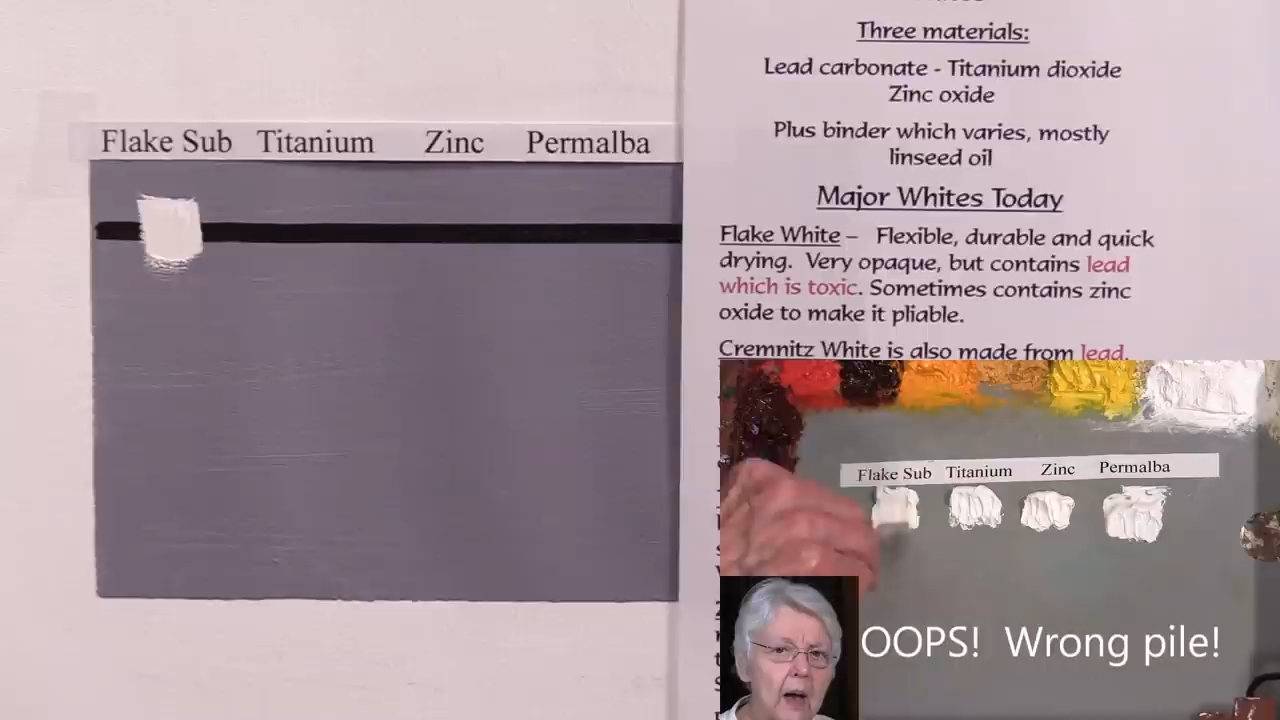 Flake Sub Titanium Zinc Permalba
Three materials:
Lead carbonate - Titanium dioxide
Zinc oxide
Plus binder which varies, mostly
linseed oil
Major Whites Today
Flake White – Flexible, durable and quick
drying. Very opaque, but contains lead
which is toxic. Sometimes contains zinc
oxide to make it pliable.
Cremnitz White is also made from lead.
Flake Sub Titanium Zinc Permalba
OOPS! Wrong pile!